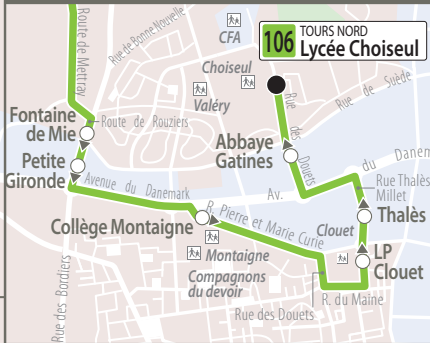 Route de Mettray
Rue de Bonne Nouvelle
CFA
106 TOURS NORD
Lycée Choiseul
Choiseul
Valéry
Rue de Suède
Fontaine
de Mie
Route de Rouziers
Abbaye
Gatines
Rue des Douets
Petite
Gironde
Avenue du Danemark
Av. du Danem
Rue Thalès
Millet
R. Pierre et Marie Curie
Collège Montaigne
Clouet
Thalès
Montaigne
LP
Clouet
Compagnons
du devoir
R. du Maine
Rue des Bordiers
Rue des Douets